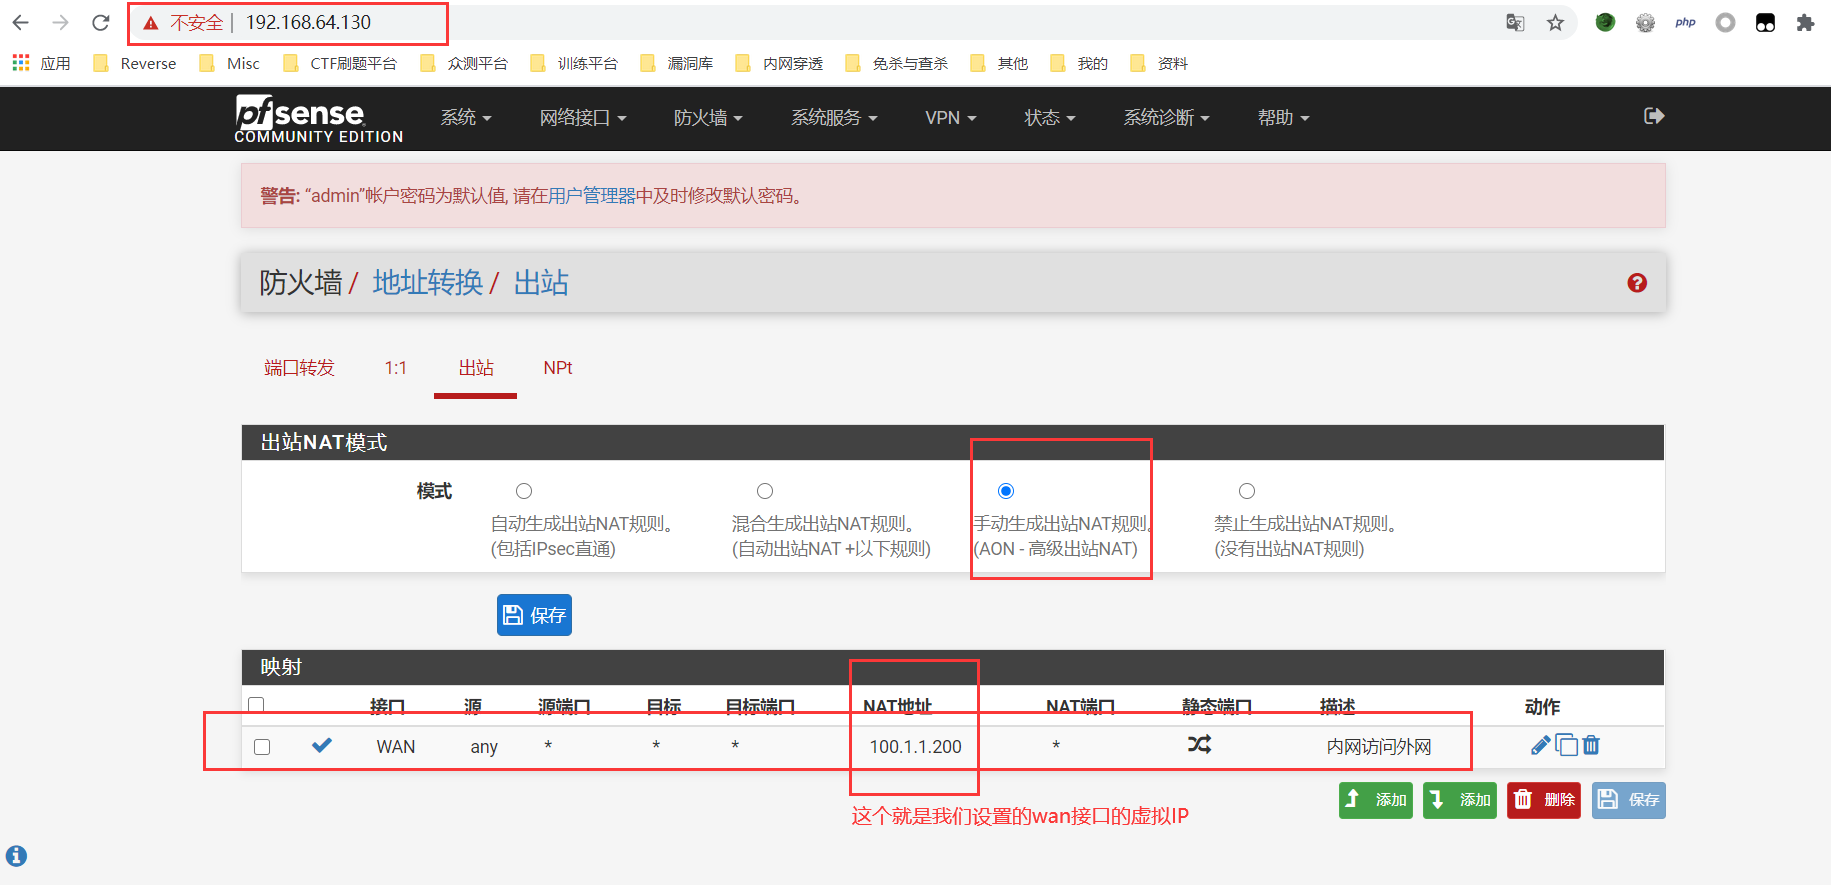 不安全 | 192.168.64.130
php
应用 Reverse Misc CTF刷题平台 众测平台 训练平台 漏洞库 内网穿透 免杀与查杀 其他 我的 资料
pfsense
COMMUNITY EDITION
系统 网络接口 防火墙 系统服务 VPN 状态 系统诊断 帮助
警告: “admin”帐户密码为默认值, 请在用户管理器中及时修改默认密码。
防火墙 / 地址转换 / 出站
端口转发 1:1 出站 NPt
出站NAT模式
模式
自动生成出站NAT规则。
(包括IPsec直通)
混合生成出站NAT规则。
(自动出站NAT +以下规则)
手动生成出站NAT规则。
(AON - 高级出站NAT)
禁止生成出站NAT规则。
(没有出站NAT规则)
保存
映射
接口 源 源端口 目标 目标端口 NAT地址 NAT端口 静态端口 描述 动作
WAN any * * * 100.1.1.200 * 内网访问外网
添加 添加 删除 保存
这个就是我们设置的wan接口的虚拟IP